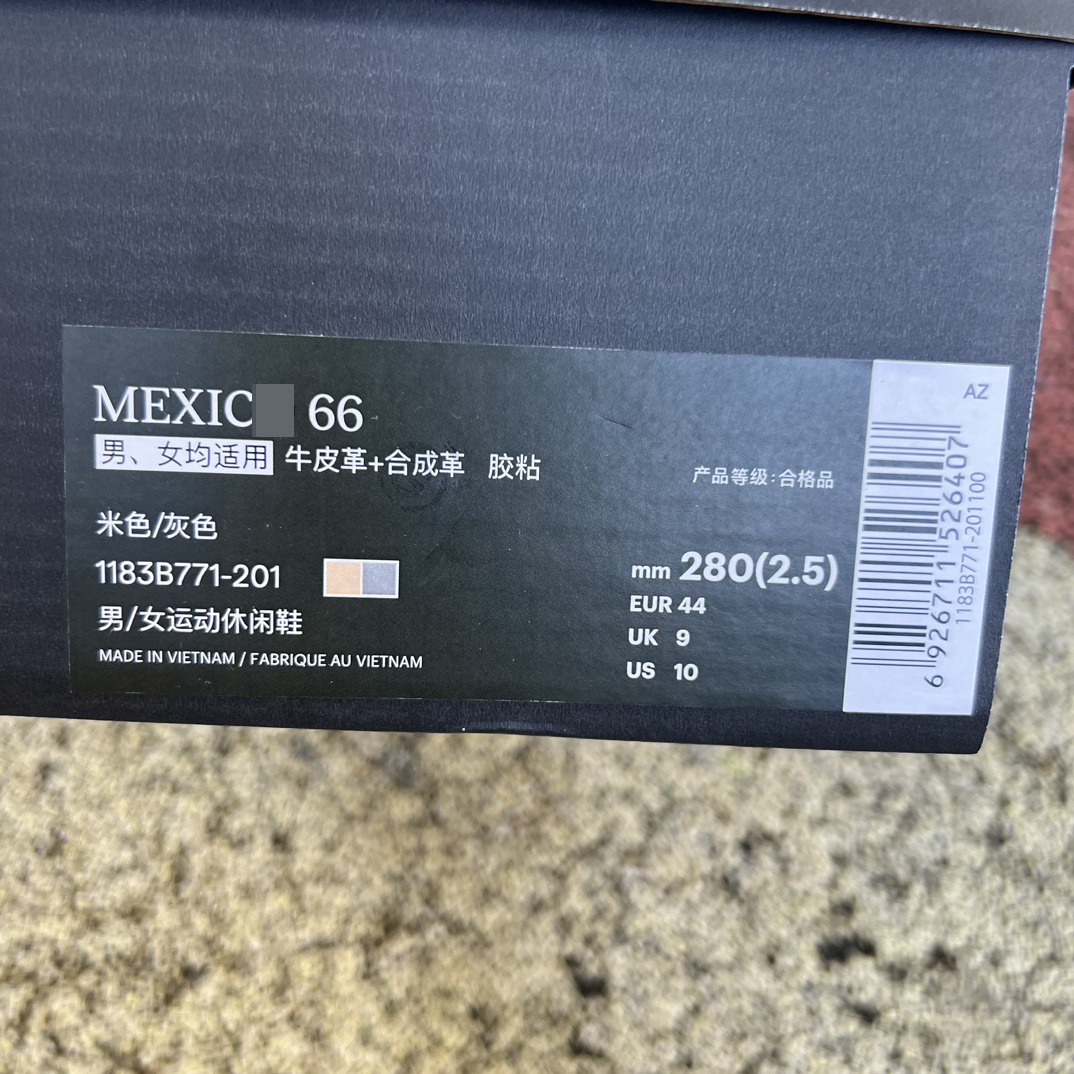 MEXIC 66
男、女均适用 牛皮革+合成革 胶粘
产品等级:合格品
米色/灰色
1183B771-201
男/女运动休闲鞋
MADE IN VIETNAM / FABRIQUE AU VIETNAM
mm 280(2.5)
EUR 44
UK 9
US 10
AZ
6 926711 526407
1183B771-201100